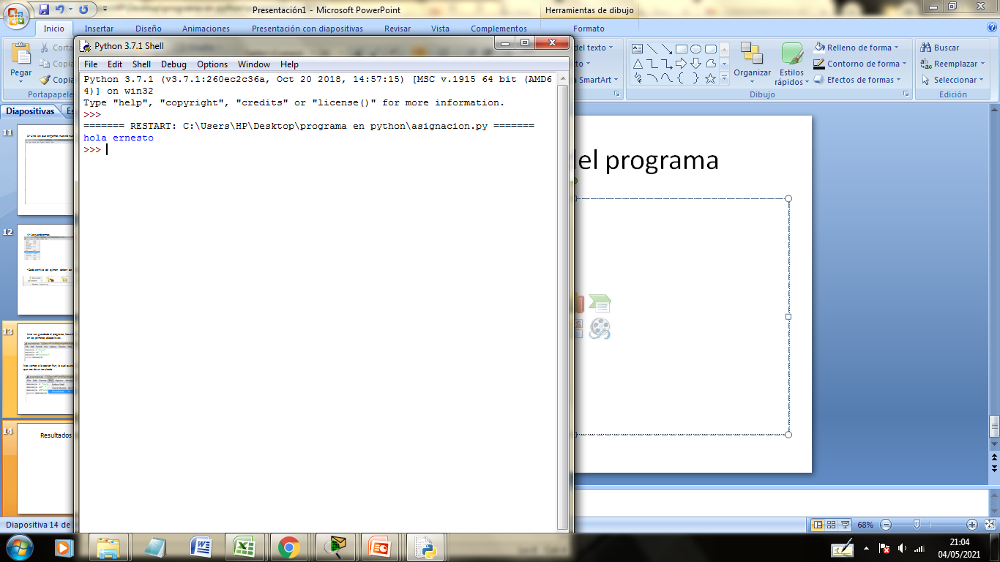 Presentación1 - Microsoft PowerPoint
Herramientas de dibujo
Inicio
Insertar
Diseño
Animaciones
Presentación con diapositivas
Revisar
Vista
Complementos
Formato
Pegar
Corta
Copia
Copia
Portapapele
Python 3.7.1 Shell
File Edit Shell Debug Options Window Help
Python 3.7.1 (v3.7.1:260ec2c36a, Oct 20 2018, 14:57:15) [MSC v.1915 64 bit (AMD6
4)] on win32
Type "help", "copyright", "credits" or "license()" for more information.
>>>
======= RESTART: C:\Users\HP\Desktop\programa en python\asignacion.py =======
hola ernesto
>>>
del texto
to
a SmartArt
Organizar
Estilos
rápidos
Relleno de forma
Contorno de forma
Efectos de formas
Dibujo
Buscar
Reemplazar
Seleccionar
Edición
Diapositivas
Es
11
12
13
14
Resultados
del programa
Diapositiva 14 de
68%
21:04
04/05/2021